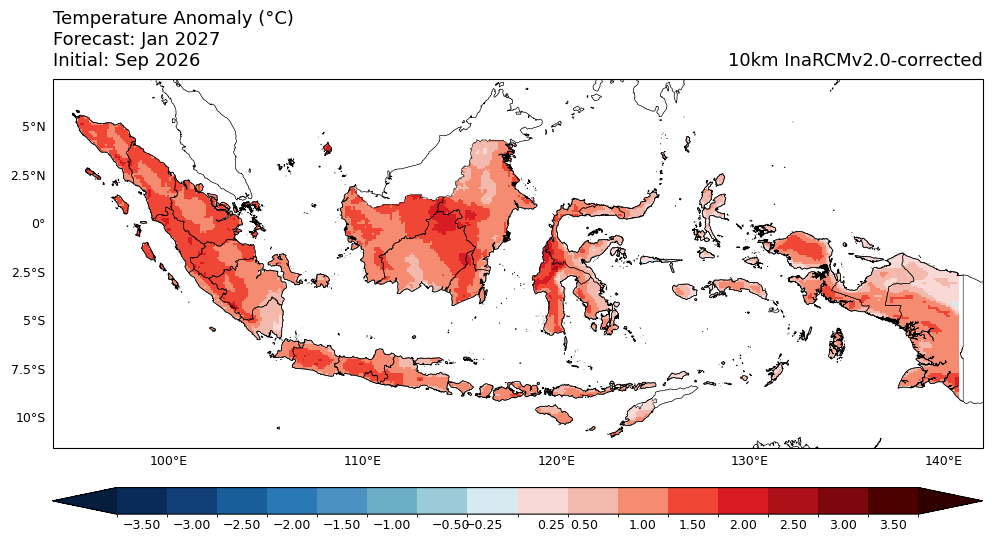 Temperature Anomaly (°C)
Forecast: Jan 2027
Initial: Sep 2026
10km InaRCMv2.0-corrected
5°N
2.5°N
0°
2.5°S
5°S
7.5°S
10°S
100°E 110°E 120°E 130°E 140°E
−3.50 −3.00 −2.50 −2.00 −1.50 −1.00 −0.50 −0.25 0.25 0.50 1.00 1.50 2.00 2.50 3.00 3.50